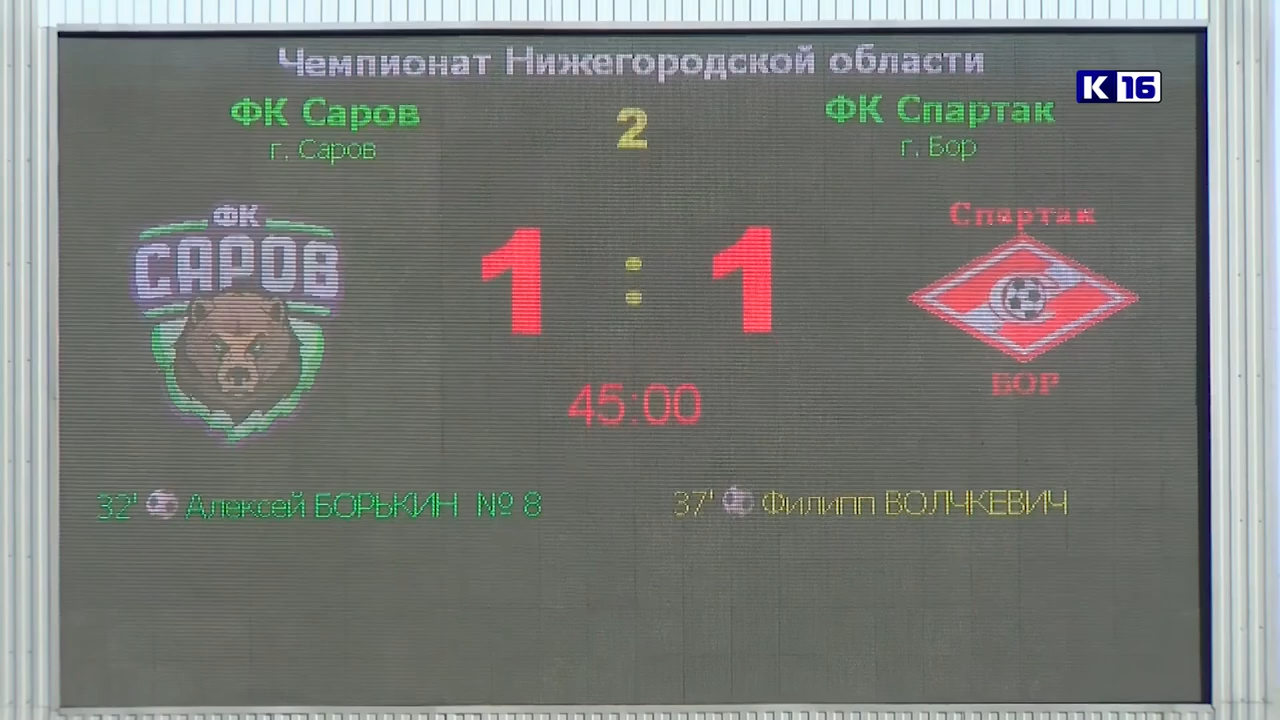 Чемпионат Нижегородской области
К 16
ФК Саров
2
ФК Спартак
г. Саров
г. Бор
ФК
САРОВ
Спартак
БОР
1 : 1
45:00
32' Алексей БОРЬКИН № 8
37' Филипп ВОЛЧКЕВИЧ